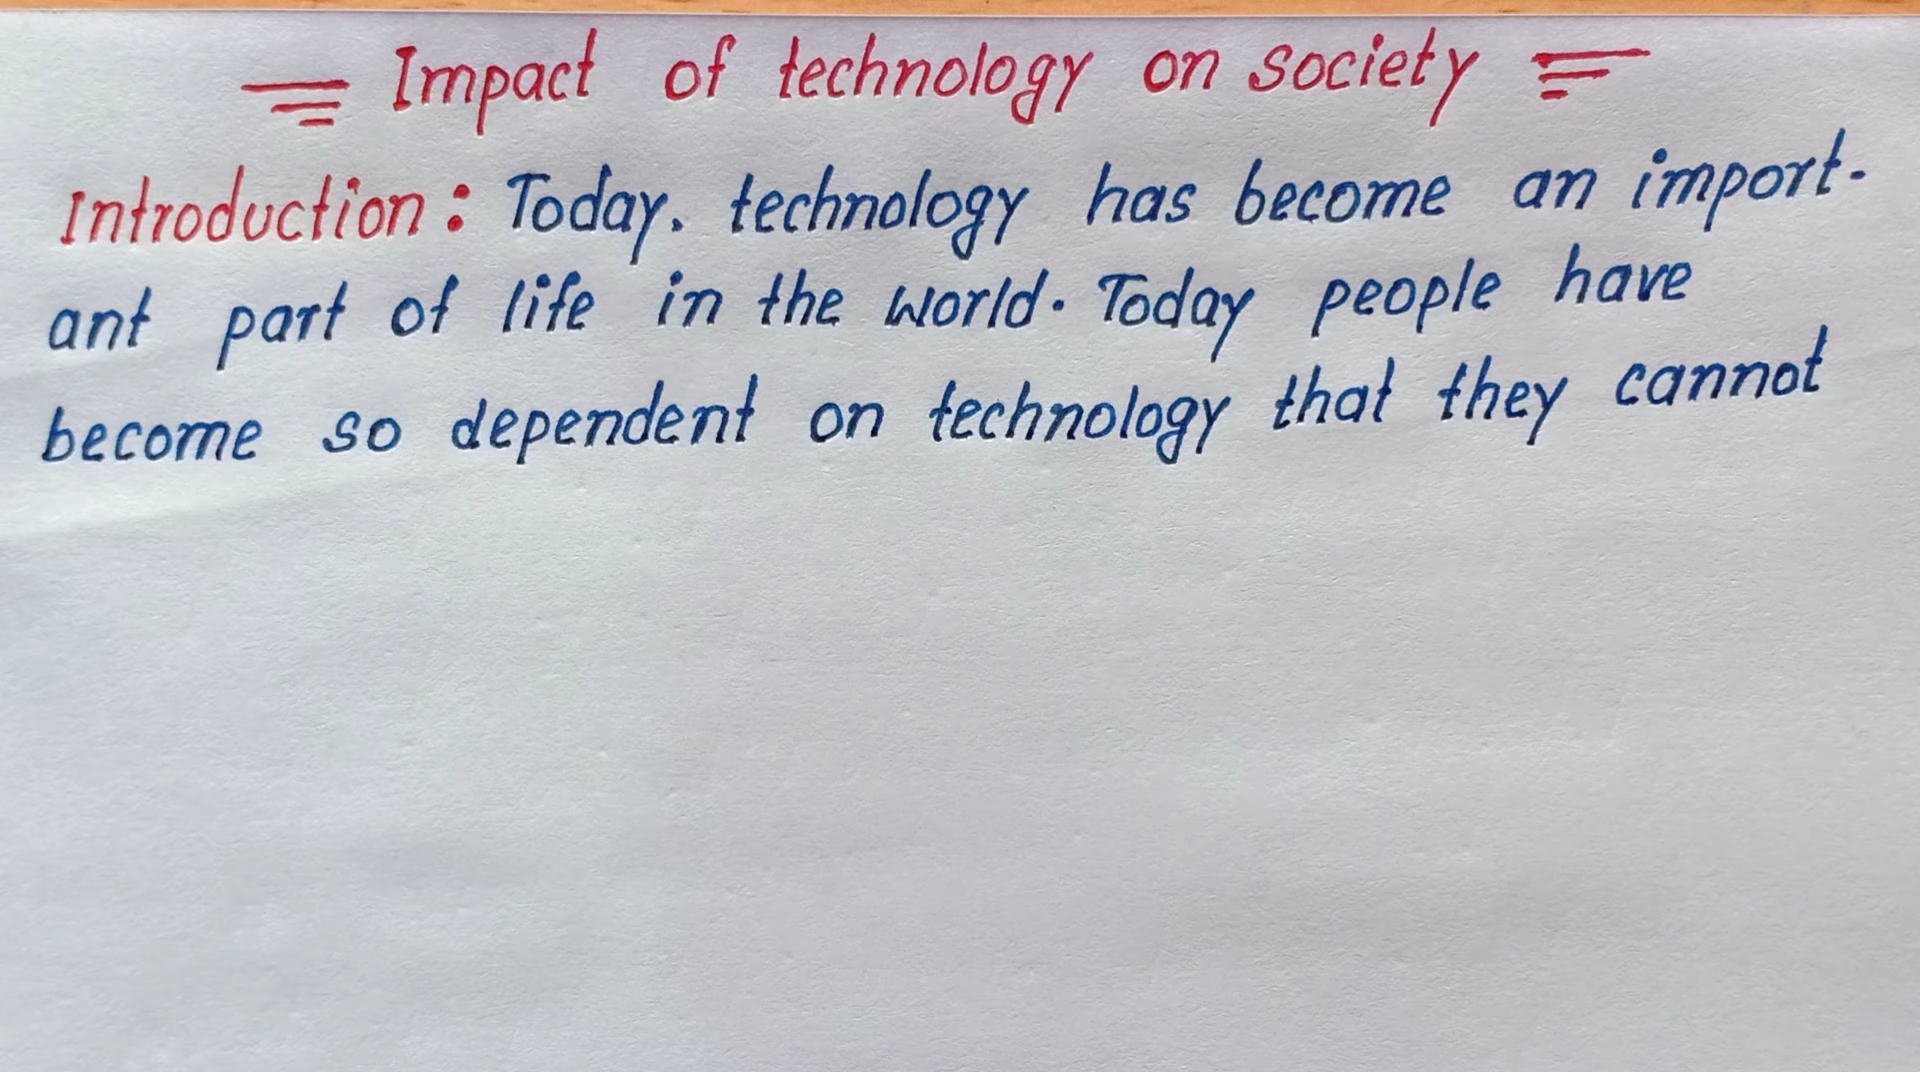 Impact of technology on society
Introduction: Today. technology has become an import-
ant part of life in the world. Today people have
become so dependent on technology that they cannot